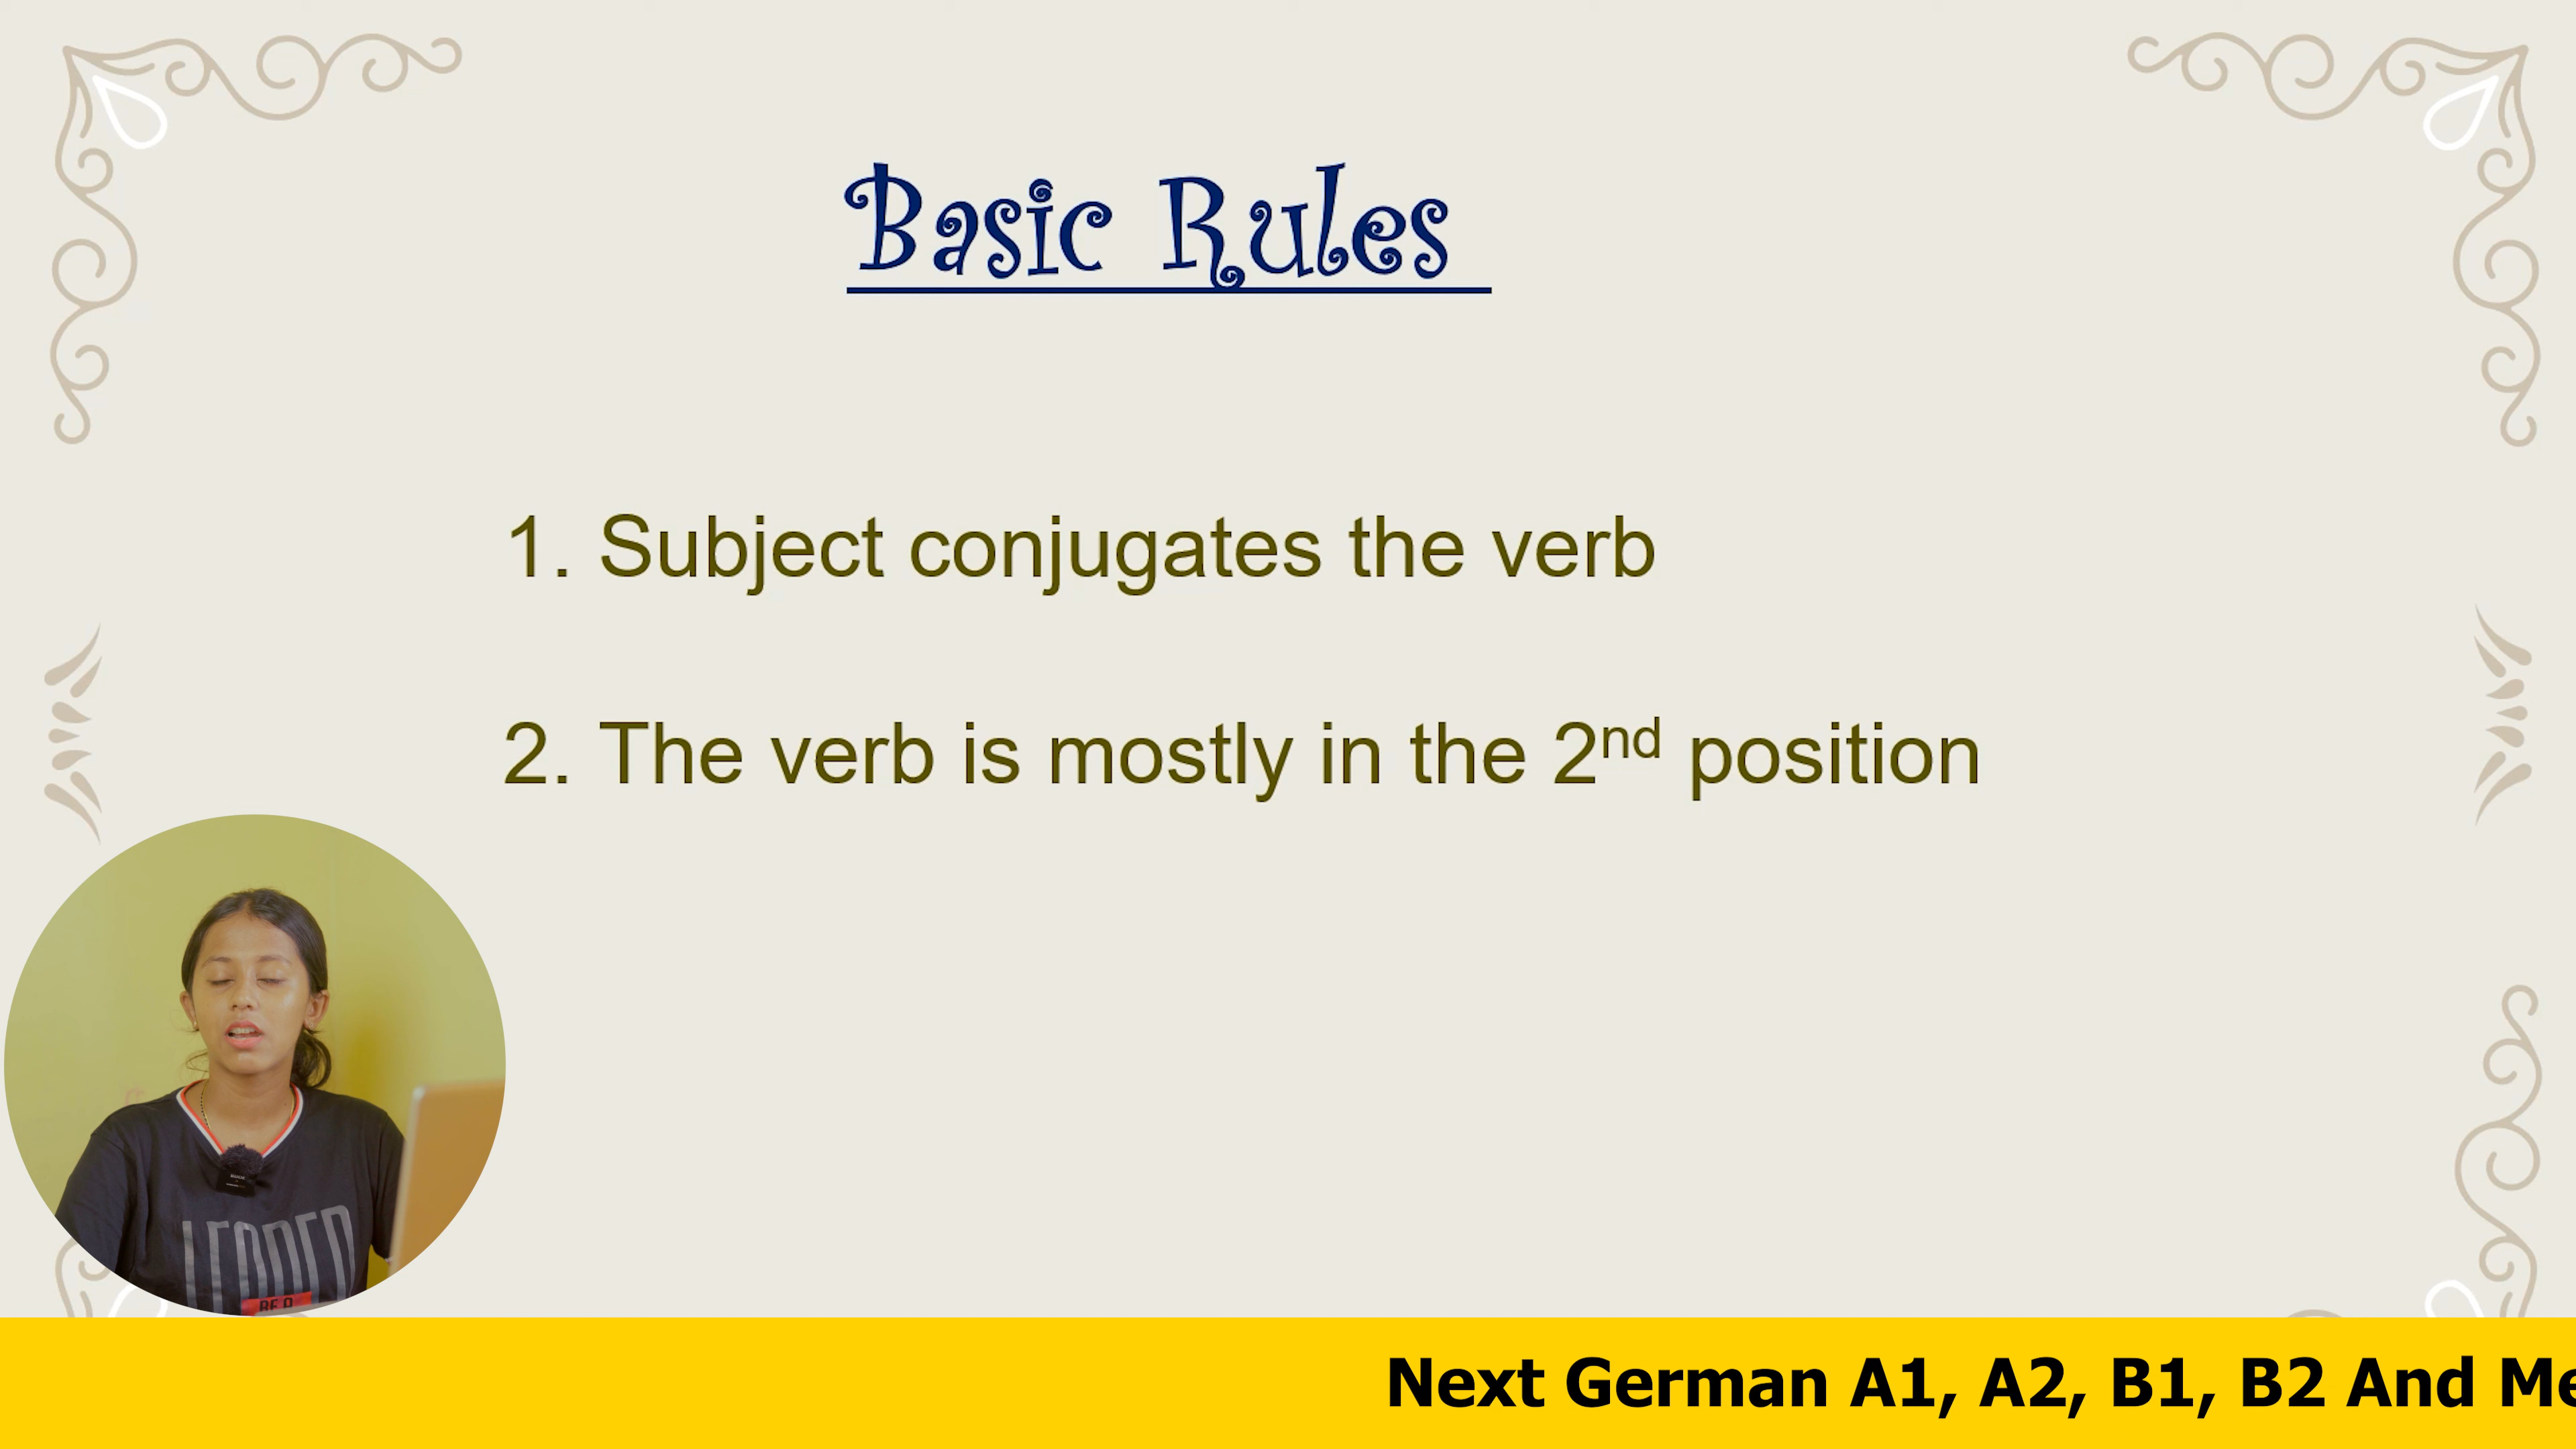 Basic Rules
1. Subject conjugates the verb
2. The verb is mostly in the 2nd position
LEADER
Next German A1, A2, B1, B2 And